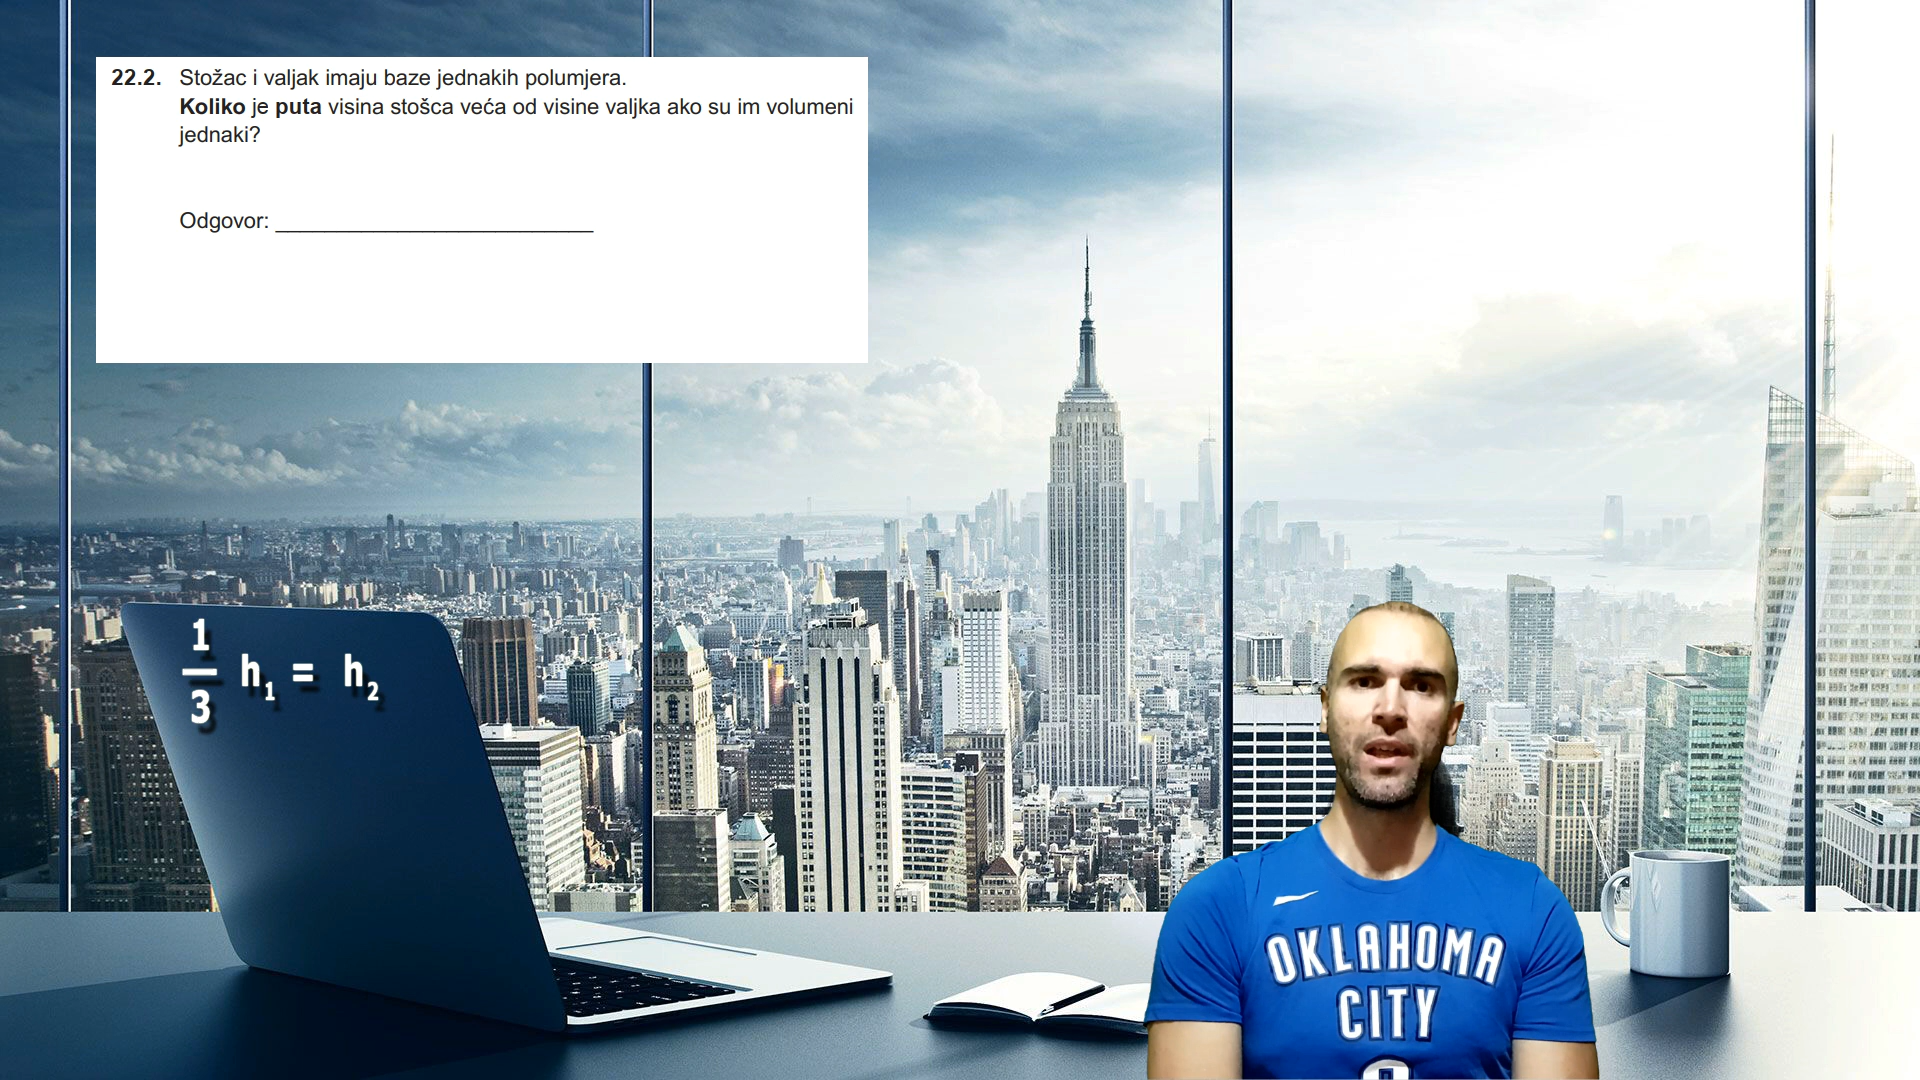 22.2. Stožac i valjak imaju baze jednakih polumjera.
Koliko je puta visina stošca veća od visine valjka ako su im volumeni
jednaki?
Odgovor: __________________________
1/3 h₁ = h₂
OKLAHOMA
CITY